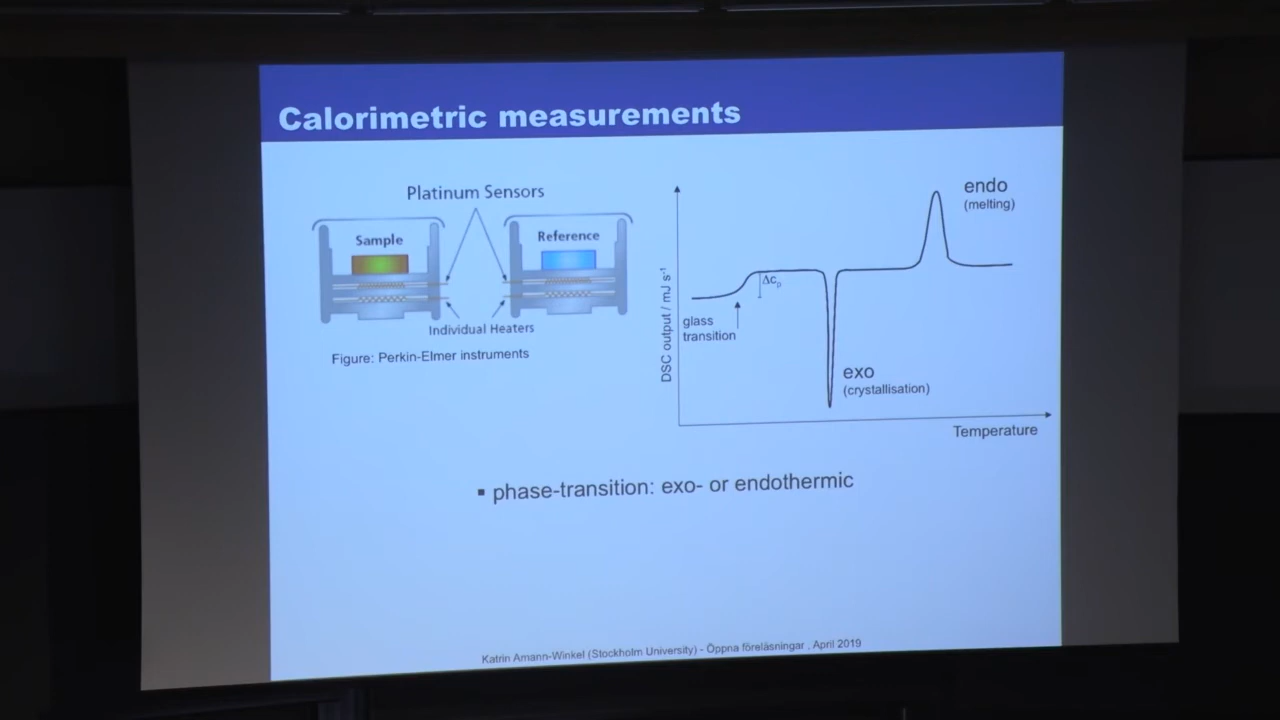 Calorimetric measurements
Platinum Sensors
Sample
Reference
Individual Heaters
Figure: Perkin-Elmer instruments
DSC output / mJ s⁻¹
glass
transition
Δcₚ
exo
(crystallisation)
endo
(melting)
Temperature
▪ phase-transition: exo- or endothermic
Katrin Amann-Winkel (Stockholm University) - Öppna föreläsningar , April 2019